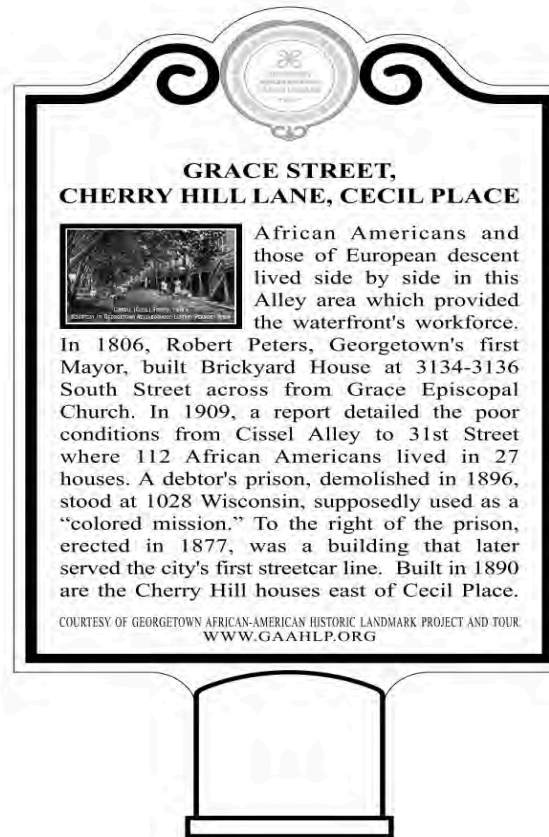 GRACE STREET,
CHERRY HILL LANE, CECIL PLACE
African Americans and
those of European descent
lived side by side in this
Alley area which provided
the waterfront's workforce.
In 1806, Robert Peters, Georgetown's first
Mayor, built Brickyard House at 3134-3136
South Street across from Grace Episcopal
Church. In 1909, a report detailed the poor
conditions from Cissel Alley to 31st Street
where 112 African Americans lived in 27
houses. A debtor's prison, demolished in 1896,
stood at 1028 Wisconsin, supposedly used as a
“colored mission.” To the right of the prison,
erected in 1877, was a building that later
served the city's first streetcar line. Built in 1890
are the Cherry Hill houses east of Cecil Place.
COURTESY OF GEORGETOWN AFRICAN-AMERICAN HISTORIC LANDMARK PROJECT AND TOUR
WWW.GAAHLP.ORG